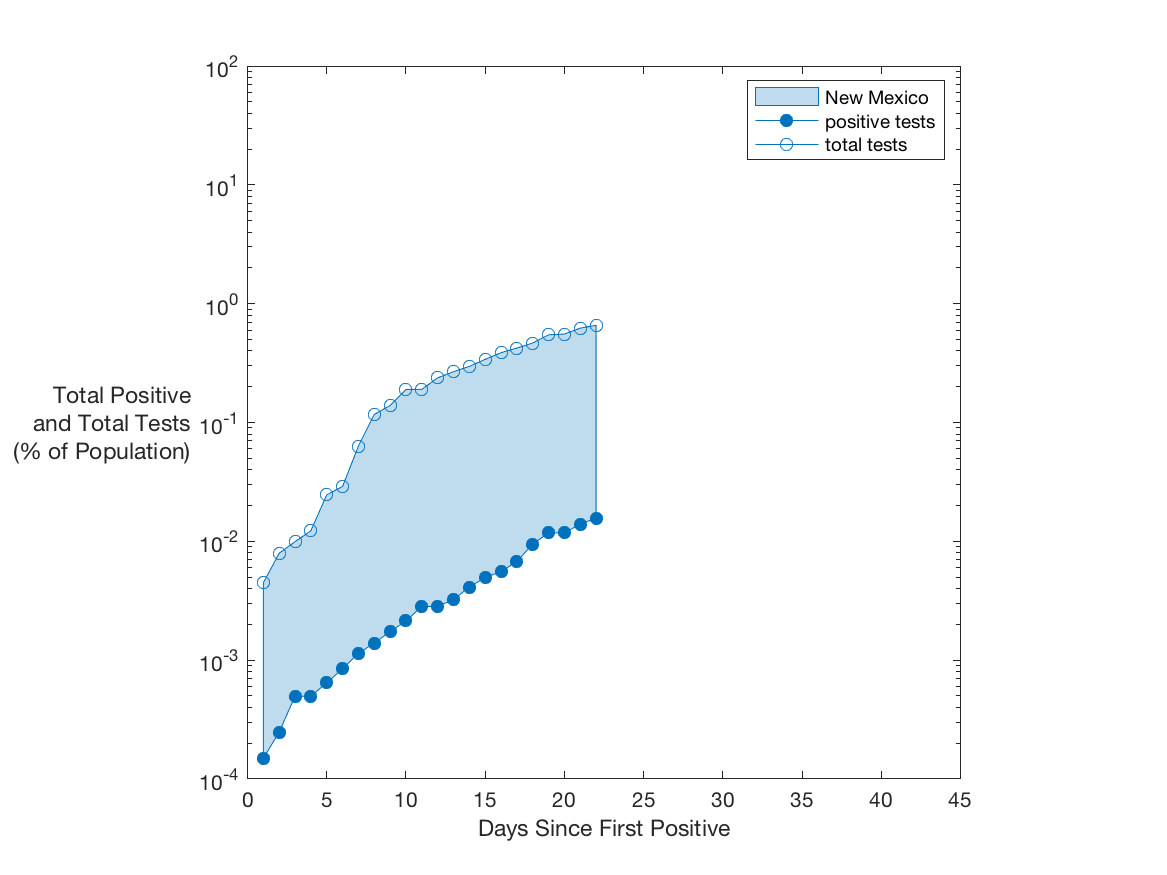 10^2
10^1
10^0
10^-1
10^-2
10^-3
10^-4
Total Positive
and Total Tests
(% of Population)
New Mexico
positive tests
total tests
0 5 10 15 20 25 30 35 40 45
Days Since First Positive